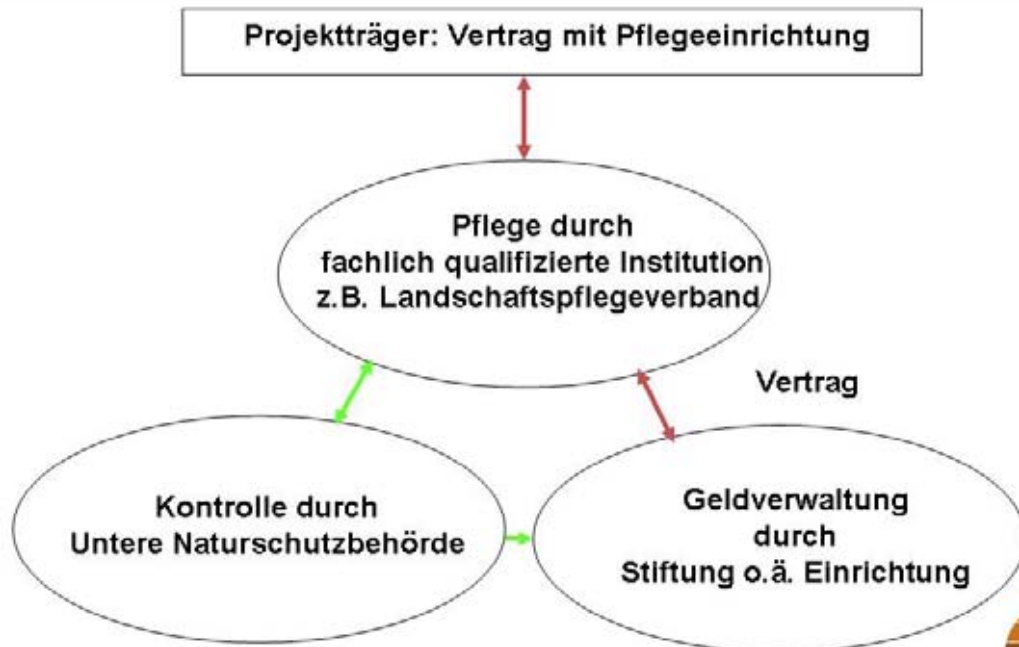 Projektträger: Vertrag mit Pflegeeinrichtung
Pflege durch
fachlich qualifizierte Institution
z.B. Landschaftspflegeverband
Vertrag
Kontrolle durch
Untere Naturschutzbehörde
Geldverwaltung
durch
Stiftung o.ä. Einrichtung